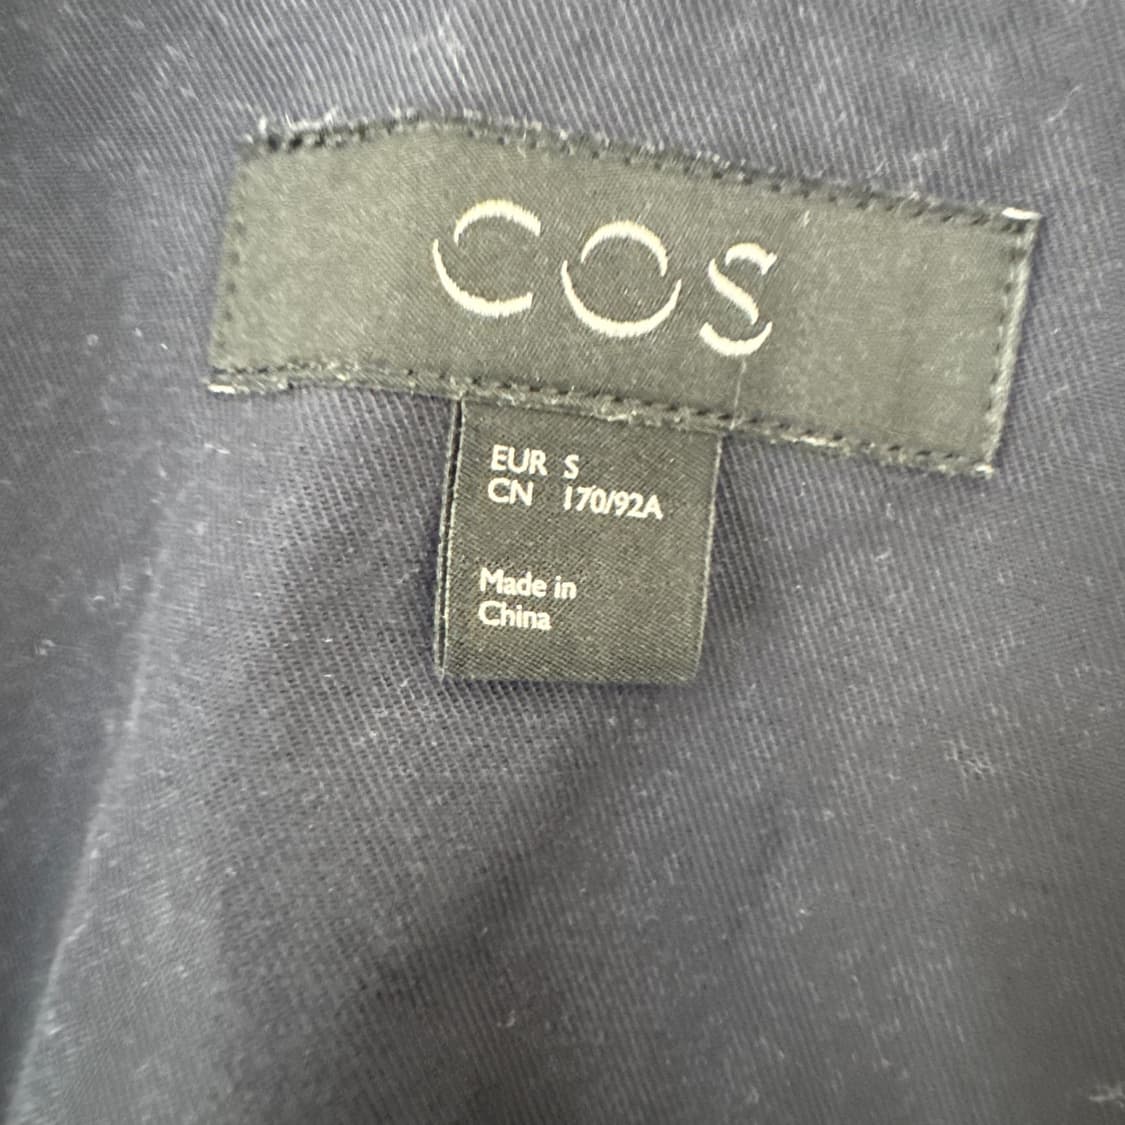 COS
EUR S
CN 170/92A
Made in
China